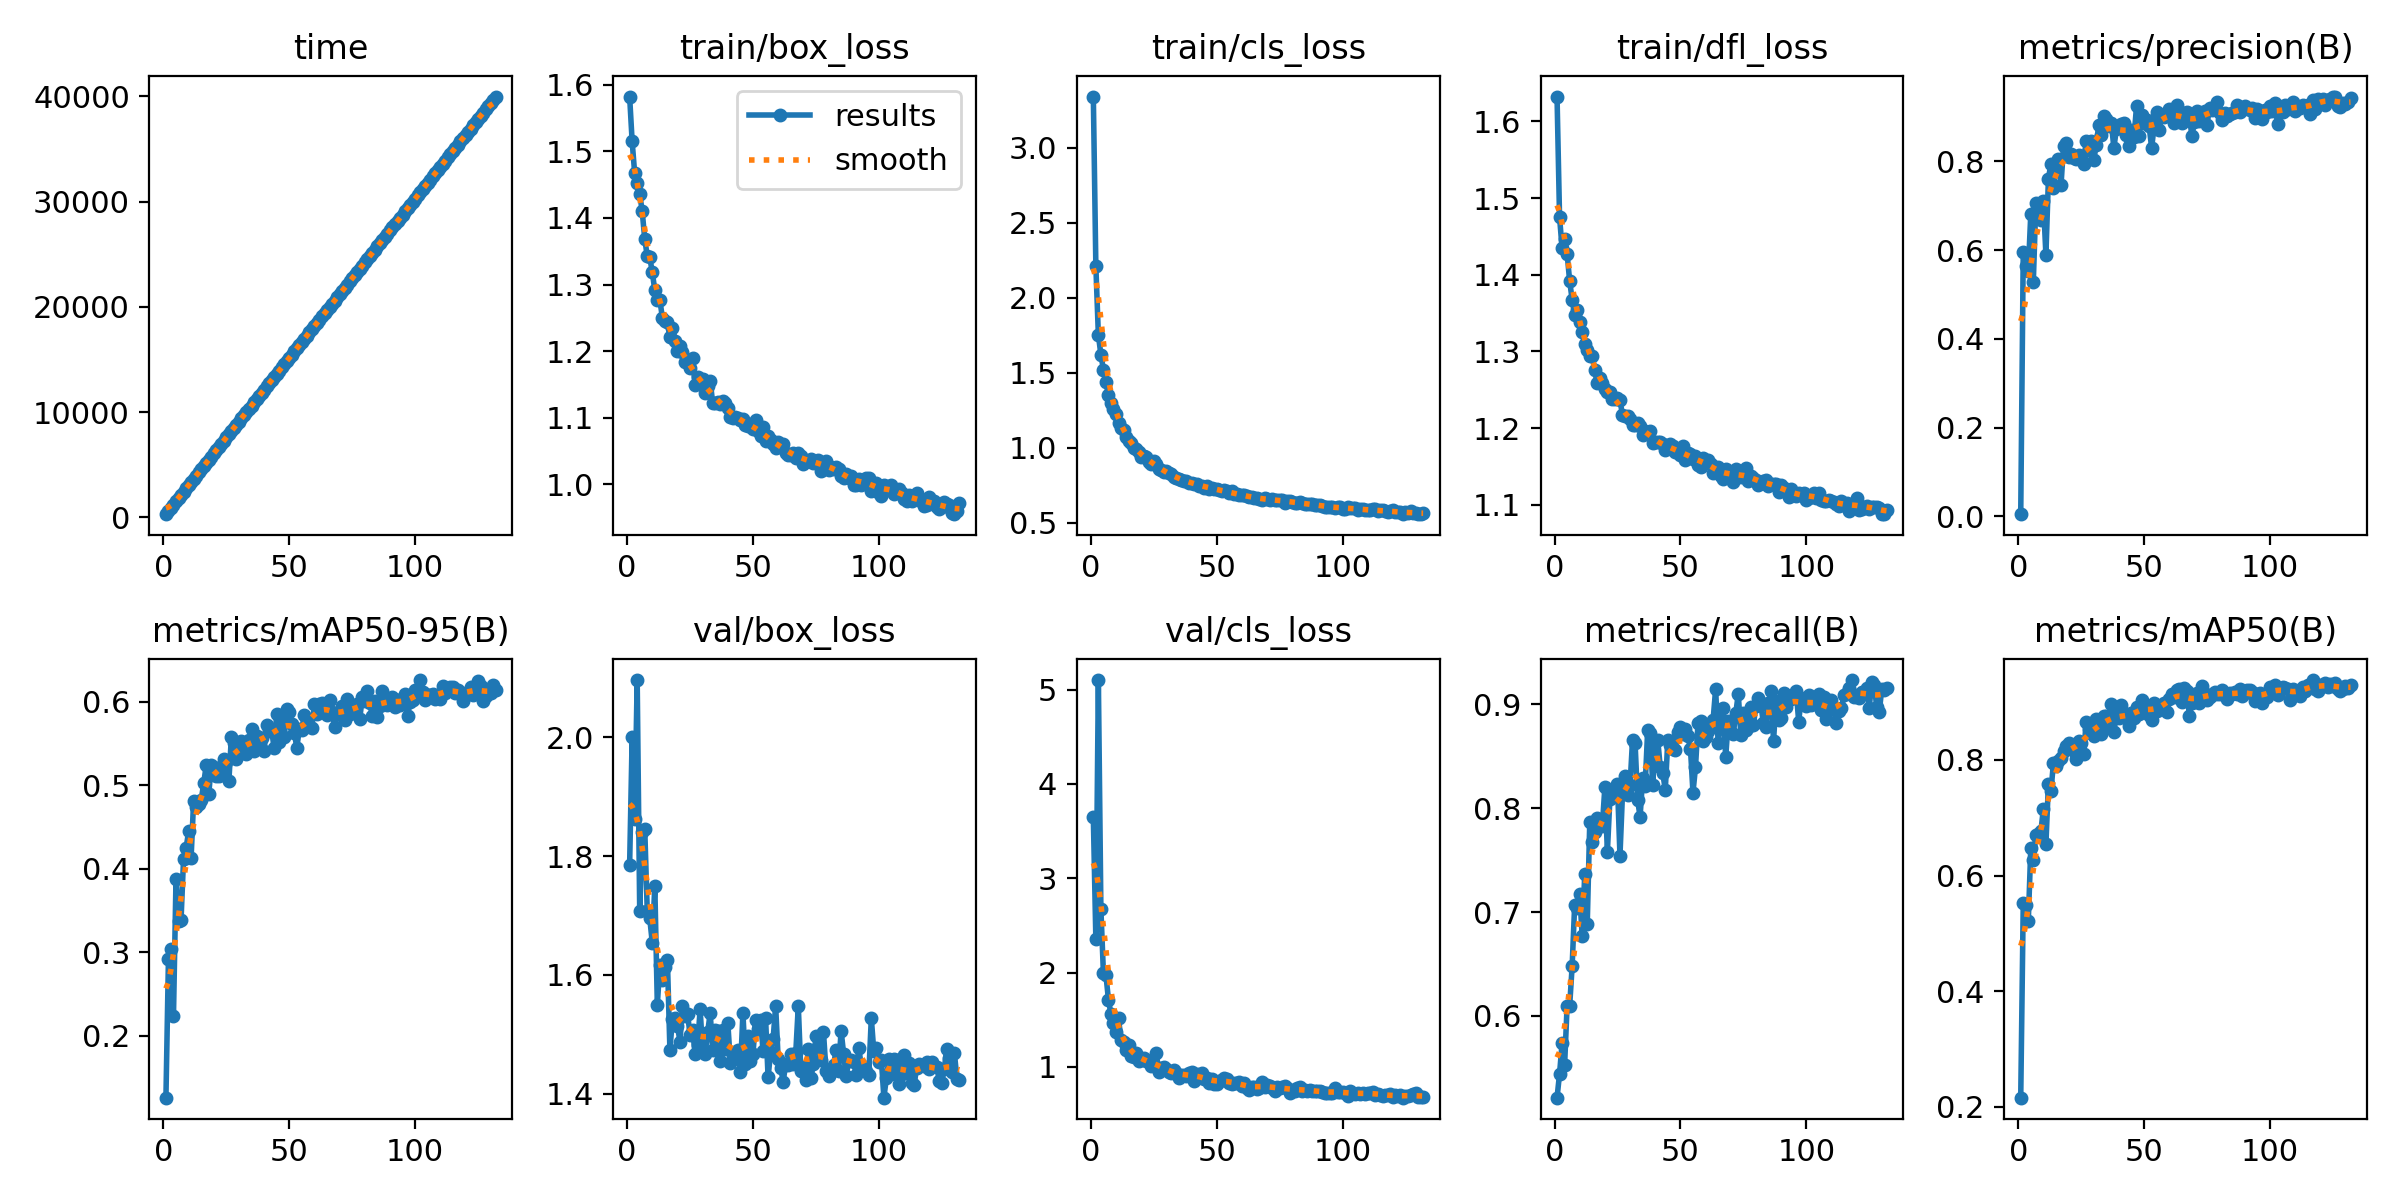 time
train/box_loss
train/cls_loss
train/dfl_loss
metrics/precision(B)
40000
30000
20000
10000
0
0 50 100
1.6
1.5
1.4
1.3
1.2
1.1
1.0
results
smooth
0 50 100
3.0
2.5
2.0
1.5
1.0
0.5
0 50 100
1.6
1.5
1.4
1.3
1.2
1.1
0 50 100
0.8
0.6
0.4
0.2
0.0
0 50 100
metrics/mAP50-95(B)
val/box_loss
val/cls_loss
metrics/recall(B)
metrics/mAP50(B)
0.6
0.5
0.4
0.3
0.2
0 50 100
2.0
1.8
1.6
1.4
0 50 100
5
4
3
2
1
0 50 100
0.9
0.8
0.7
0.6
0 50 100
0.8
0.6
0.4
0.2
0 50 100